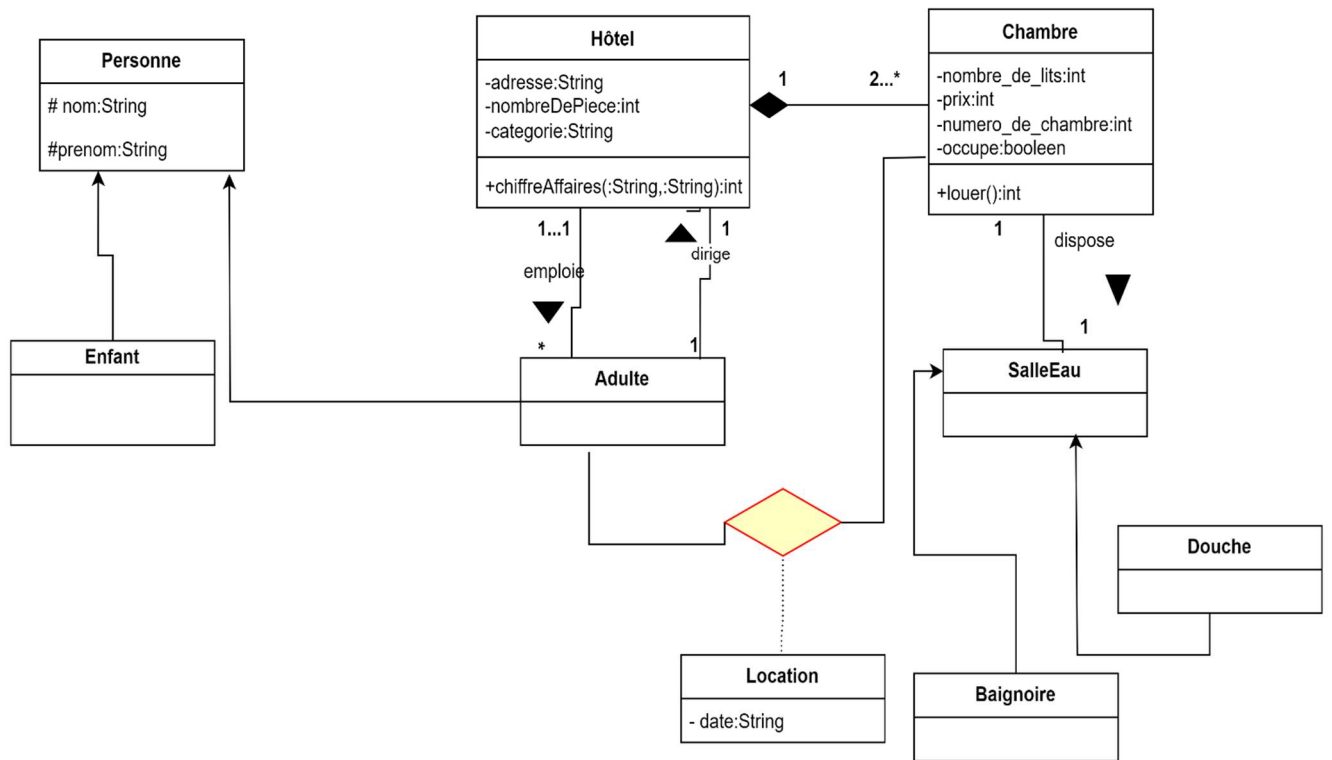 Personne
# nom:String
#prenom:String
Hôtel
-adresse:String
-nombreDePiece:int
-categorie:String
+chiffreAffaires(:String,:String):int
1
2...*
Chambre
-nombre_de_lits:int
-prix:int
-numero_de_chambre:int
-occupe:booleen
+louer():int
1...1
emploie
*
1
dirige
1
1
dispose
1
Enfant
Adulte
SalleEau
Douche
Location
- date:String
Baignoire